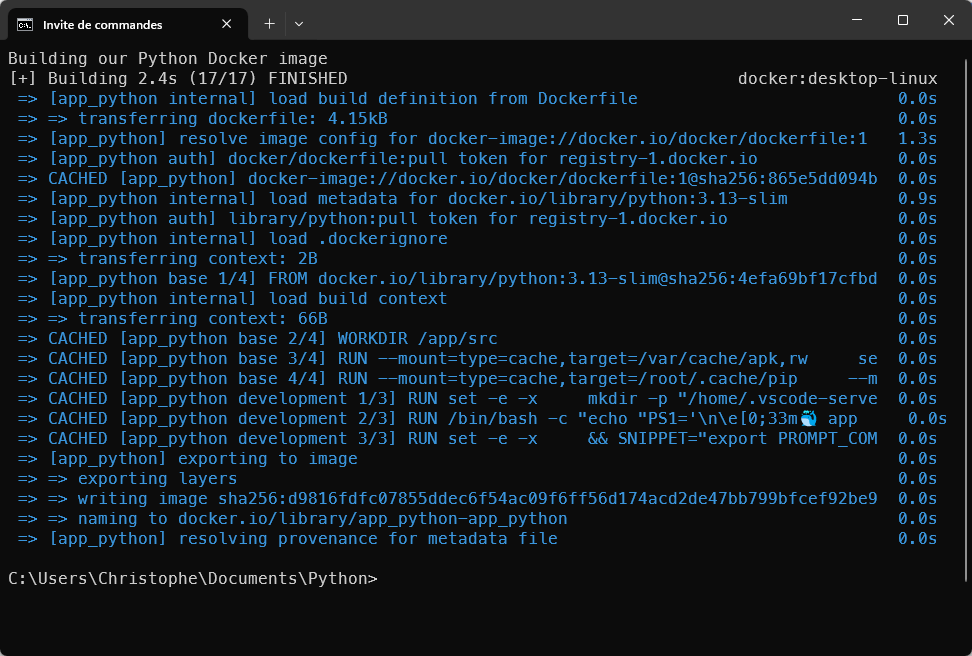 Invite de commandes
Building our Python Docker image
[+] Building 2.4s (17/17) FINISHED docker:desktop-linux
=> [app_python internal] load build definition from Dockerfile 0.0s
=> => transferring dockerfile: 4.15kB 0.0s
=> [app_python] resolve image config for docker-image://docker.io/docker/dockerfile:1 1.3s
=> [app_python auth] docker/dockerfile:pull token for registry-1.docker.io 0.0s
=> CACHED [app_python] docker-image://docker.io/docker/dockerfile:1@sha256:865e5dd094b 0.0s
=> [app_python internal] load metadata for docker.io/library/python:3.13-slim 0.9s
=> [app_python auth] library/python:pull token for registry-1.docker.io 0.0s
=> [app_python internal] load .dockerignore 0.0s
=> => transferring context: 2B 0.0s
=> [app_python base 1/4] FROM docker.io/library/python:3.13-slim@sha256:4efa69bf17cfbd 0.0s
=> [app_python internal] load build context 0.0s
=> => transferring context: 66B 0.0s
=> CACHED [app_python base 2/4] WORKDIR /app/src 0.0s
=> CACHED [app_python base 3/4] RUN --mount=type=cache,target=/var/cache/apk,rw se 0.0s
=> CACHED [app_python base 4/4] RUN --mount=type=cache,target=/root/.cache/pip --m 0.0s
=> CACHED [app_python development 1/3] RUN set -e -x mkdir -p "/home/.vscode-serve 0.0s
=> CACHED [app_python development 2/3] RUN /bin/bash -c "echo "PS1='\n\e[0;33m🐳 app 0.0s
=> CACHED [app_python development 3/3] RUN set -e -x && SNIPPET="export PROMPT_COM 0.0s
=> [app_python] exporting to image 0.0s
=> => exporting layers 0.0s
=> => writing image sha256:d9816fdfc07855ddec6f54ac09f6ff56d174acd2de47bb799bfcef92be9 0.0s
=> => naming to docker.io/library/app_python-app_python 0.0s
=> [app_python] resolving provenance for metadata file 0.0s
C:\Users\Christophe\Documents\Python>